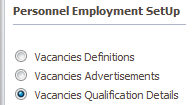 Personnel Employment SetUp
Vacancies Definitions
Vacancies Advertisements
Vacancies Qualification Details